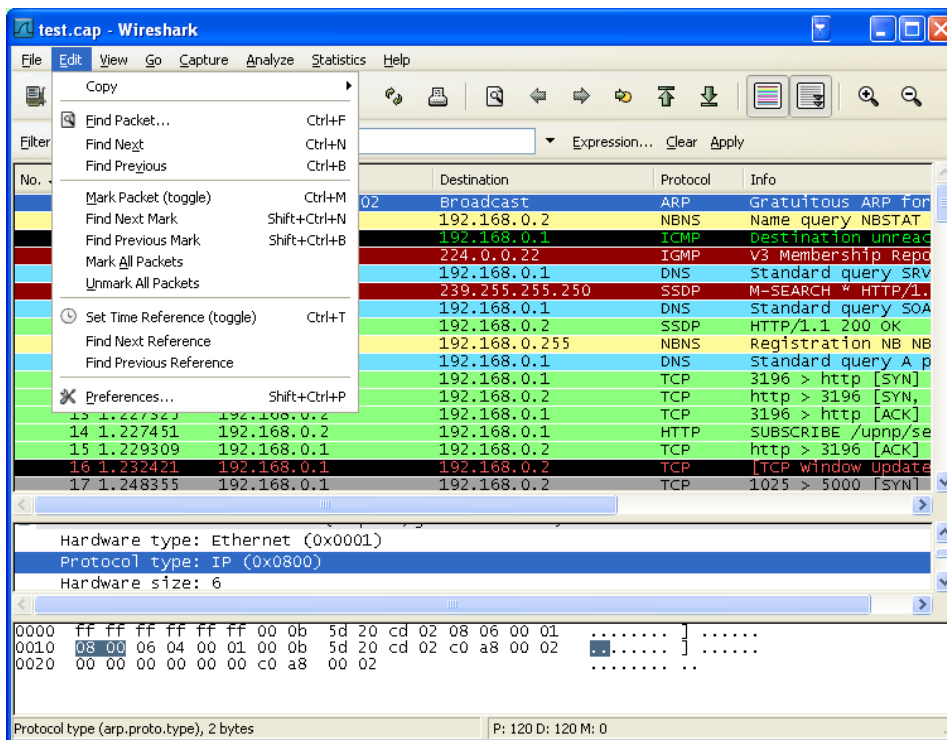 test.cap - Wireshark
File Edit View Go Capture Analyze Statistics Help
Copy
Find Packet... Ctrl+F
Find Next Ctrl+N
Find Previous Ctrl+B
Mark Packet (toggle) Ctrl+M
Find Next Mark Shift+Ctrl+N
Find Previous Mark Shift+Ctrl+B
Mark All Packets
Unmark All Packets
Set Time Reference (toggle) Ctrl+T
Find Next Reference
Find Previous Reference
Preferences... Shift+Ctrl+P
Filter Expression... Clear Apply
No. Destination Protocol Info
02 Broadcast ARP Gratuitous ARP for
192.168.0.2 NBNS Name query NBSTAT
192.168.0.1 ICMP Destination unreac
224.0.0.22 IGMP V3 Membership Repo
192.168.0.1 DNS Standard query SRV
239.255.255.250 SSDP M-SEARCH * HTTP/1.
192.168.0.1 DNS Standard query SOA
192.168.0.2 SSDP HTTP/1.1 200 OK
192.168.0.255 NBNS Registration NB NB
192.168.0.1 DNS Standard query A p
192.168.0.1 TCP 3196 > http [SYN]
192.168.0.2 TCP http > 3196 [SYN,
13 1.227325 192.168.0.2 192.168.0.1 TCP 3196 > http [ACK]
14 1.227451 192.168.0.2 192.168.0.1 HTTP SUBSCRIBE /upnp/se
15 1.229309 192.168.0.1 192.168.0.2 TCP http > 3196 [ACK]
16 1.232421 192.168.0.1 192.168.0.2 TCP [TCP Window Update
17 1.248355 192.168.0.1 192.168.0.2 TCP 1025 > 5000 [SYN]
Hardware type: Ethernet (0x0001)
Protocol type: IP (0x0800)
Hardware size: 6
0000 ff ff ff ff ff ff 00 0b 5d 20 cd 02 08 06 00 01 ........ ] ......
0010 08 00 06 04 00 01 00 0b 5d 20 cd 02 c0 a8 00 02 ........ ] ......
0020 00 00 00 00 00 00 c0 a8 00 02 ........ ..
Protocol type (arp.proto.type), 2 bytes P: 120 D: 120 M: 0